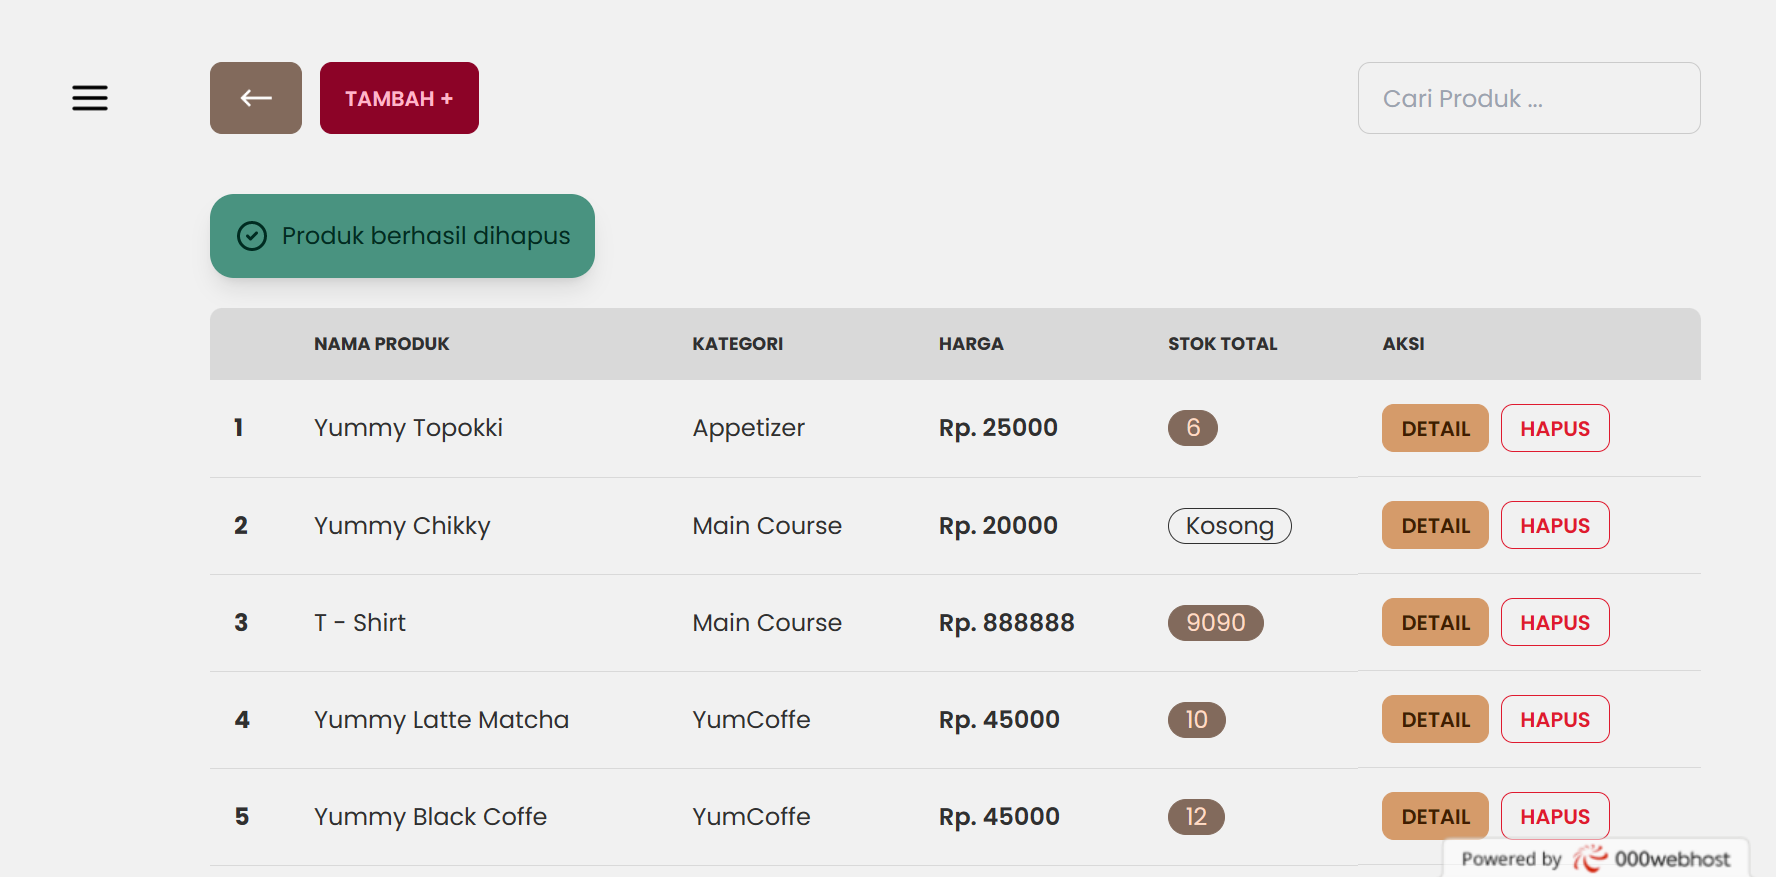 TAMBAH +
Cari Produk ...
Produk berhasil dihapus
NAMA PRODUK KATEGORI HARGA STOK TOTAL AKSI
1 Yummy Topokki Appetizer Rp. 25000 6 DETAIL HAPUS
2 Yummy Chikky Main Course Rp. 20000 Kosong DETAIL HAPUS
3 T - Shirt Main Course Rp. 888888 9090 DETAIL HAPUS
4 Yummy Latte Matcha YumCoffe Rp. 45000 10 DETAIL HAPUS
5 Yummy Black Coffe YumCoffe Rp. 45000 12 DETAIL HAPUS
Powered by 000webhost